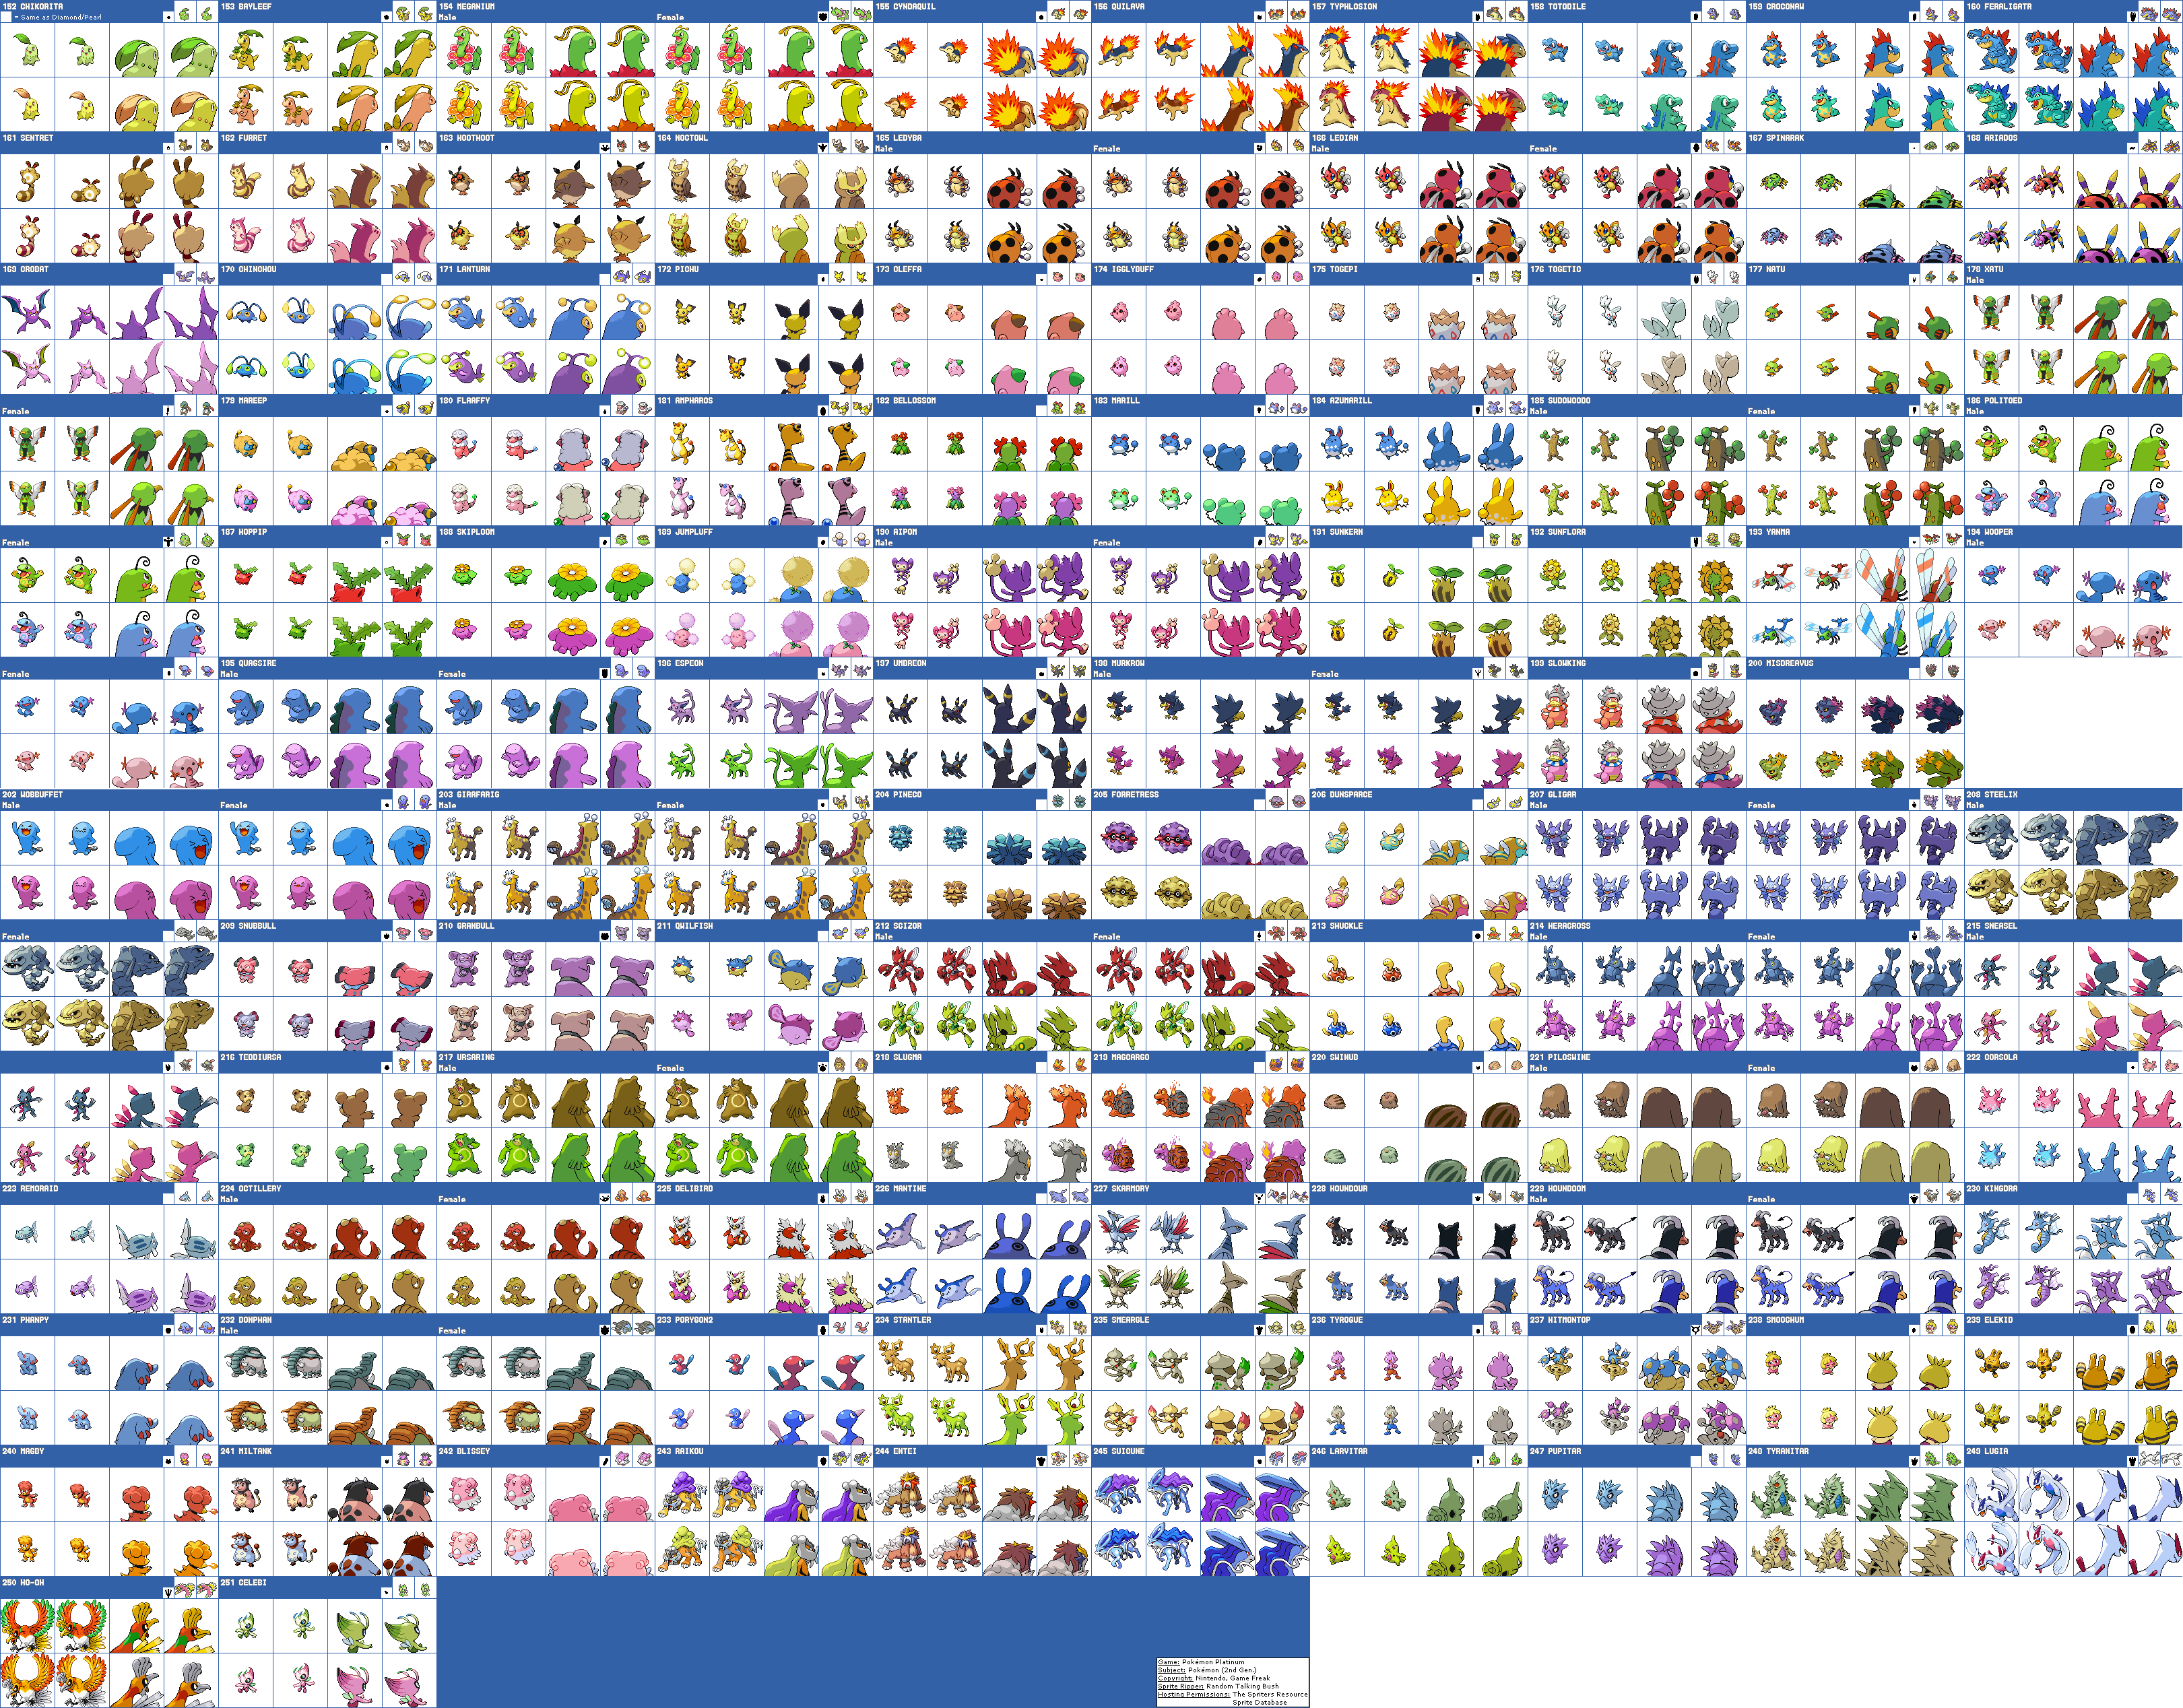 152 CHIKORITA
= Same as Diamond/Pearl
153 BAYLEEF
154 MEGANIUM
Male
Female
155 CYNDAQUIL
156 QUILAVA
157 TYPHLOSION
158 TOTODILE
159 CROCONAW
160 FERALIGATR
161 SENTRET
162 FURRET
163 HOOTHOOT
164 NOCTOWL
165 LEDYBA
Male
Female
166 LEDIAN
Male
Female
167 SPINARAK
168 ARIADOS
169 CROBAT
170 CHINCHOU
171 LANTURN
172 PICHU
173 CLEFFA
174 IGGLYBUFF
175 TOGEPI
176 TOGETIC
177 NATU
178 XATU
Male
Female
179 MAREEP
180 FLAAFFY
181 AMPHAROS
182 BELLOSSOM
183 MARILL
184 AZUMARILL
185 SUDOWOODO
Male
Female
186 POLITOED
Male
Female
187 HOPPIP
188 SKIPLOOM
189 JUMPLUFF
190 AIPOM
Male
Female
191 SUNKERN
192 SUNFLORA
193 YANMA
194 WOOPER
Male
Female
195 QUAGSIRE
Male
Female
196 ESPEON
197 UMBREON
198 MURKROW
Male
Female
199 SLOWKING
200 MISDREAVUS
202 WOBBUFFET
Male
Female
203 GIRAFARIG
Male
Female
204 PINECO
205 FORRETRESS
206 DUNSPARCE
207 GLIGAR
Male
Female
208 STEELIX
Male
Female
209 SNUBBULL
210 GRANBULL
211 QWILFISH
212 SCIZOR
Male
Female
213 SHUCKLE
214 HERACROSS
Male
Female
215 SNEASEL
Male
Female
216 TEDDIURSA
217 URSARING
Male
Female
218 SLUGMA
219 MAGCARGO
220 SWINUB
221 PILOSWINE
Male
Female
222 CORSOLA
223 REMORAID
224 OCTILLERY
Male
Female
225 DELIBIRD
226 MANTINE
227 SKARMORY
228 HOUNDOUR
229 HOUNDOOM
Male
Female
230 KINGDRA
231 PHANPY
232 DONPHAN
Male
Female
233 PORYGON2
234 STANTLER
235 SMEARGLE
236 TYROGUE
237 HITMONTOP
238 SMOOCHUM
239 ELEKID
240 MAGBY
241 MILTANK
242 BLISSEY
243 RAIKOU
244 ENTEI
245 SUICUNE
246 LARVITAR
247 PUPITAR
248 TYRANITAR
249 LUGIA
250 HO-OH
251 CELEBI
Game: Pokémon Platinum
Subject: Pokémon (2nd Gen.)
Copyright: Nintendo, Game Freak
Sprite Ripper: Random Talking Bush
Hosting Permissions: The Spriters Resource
Sprite Database